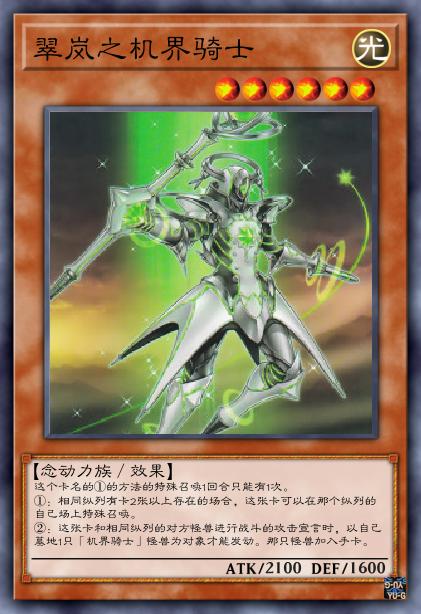 翠岚之机界骑士
光
【念动力族／效果】
这个卡名的①的方法的特殊召唤1回合只能有1次。
①：相同纵列有卡2张以上存在的场合，这张卡可以在那个纵列的
自己场上特殊召唤。
②：这张卡和相同纵列的对方怪兽进行战斗的攻击宣言时，以自己
墓地1只「机界骑士」怪兽为对象才能发动。那只怪兽加入手卡。
ATK/2100 DEF/1600
YU-G